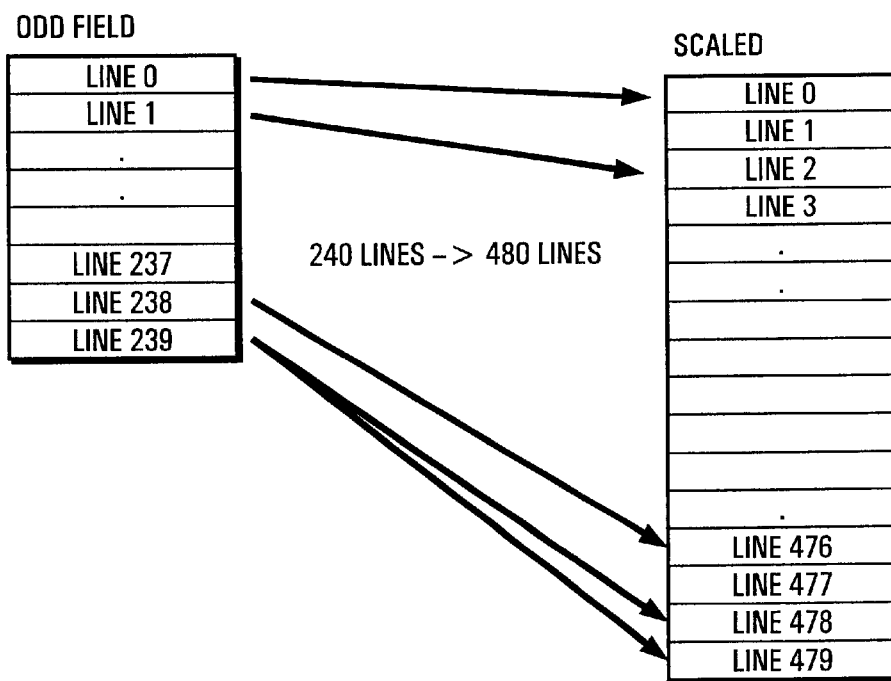 ODD FIELD
LINE 0
LINE 1
.
.
LINE 237
LINE 238
LINE 239
240 LINES -> 480 LINES
SCALED
LINE 0
LINE 1
LINE 2
LINE 3
.
.
.
LINE 476
LINE 477
LINE 478
LINE 479